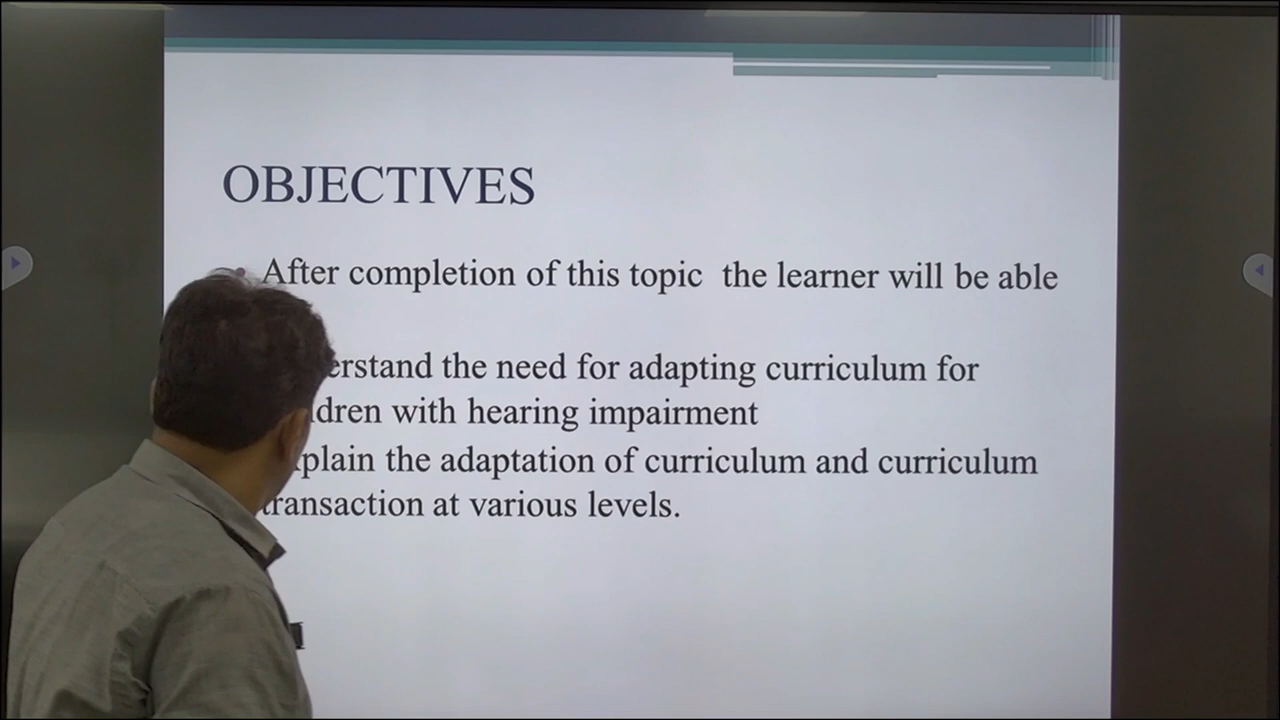 OBJECTIVES
After completion of this topic the learner will be able
erstand the need for adapting curriculum for
dren with hearing impairment
plain the adaptation of curriculum and curriculum
transaction at various levels.